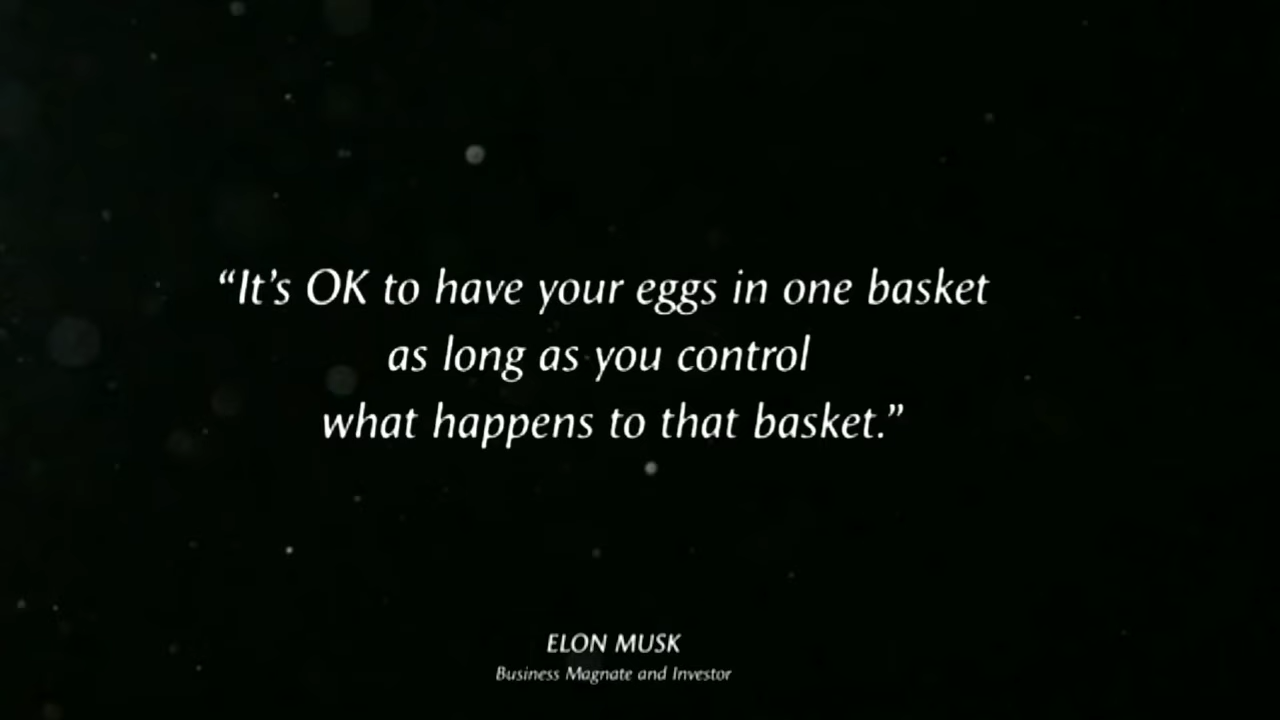 “It’s OK to have your eggs in one basket
as long as you control
what happens to that basket.”
ELON MUSK
Business Magnate and Investor